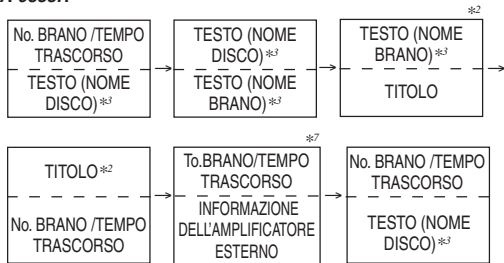 *2
No. BRANO /TEMPO
TRASCORSO
TESTO (NOME
DISCO)*3
TESTO (NOME
DISCO)*3
TESTO (NOME
BRANO)*3
TESTO (NOME
BRANO)*3
TITOLO
*7
TITOLO*2
No. BRANO /TEMPO
TRASCORSO
To.BRANO/TEMPO
TRASCORSO
INFORMAZIONE
DELL'AMPLIFICATORE
ESTERNO
No. BRANO /TEMPO
TRASCORSO
TESTO (NOME
DISCO)*3